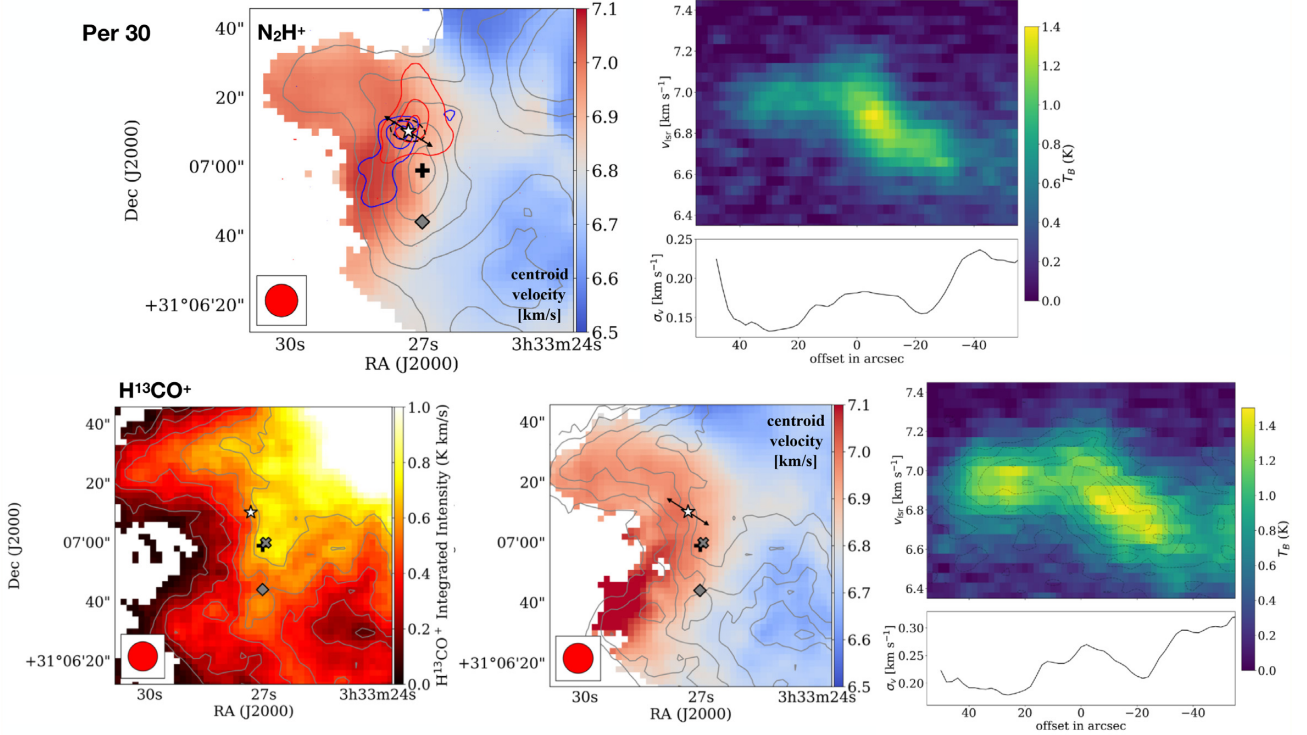 Per 30
N₂H⁺
40"
20"
07'00"
40"
+31°06'20"
Dec (J2000)
30s
27s
3h33m24s
RA (J2000)
centroid
velocity
[km/s]
7.1
7.0
6.9
6.8
6.7
6.6
6.5
7.4
7.2
7.0
6.8
6.6
6.4
v_lsr [km s⁻¹]
1.4
1.2
1.0
0.8
0.6
0.4
0.2
0.0
T_B (K)
0.25
0.20
0.15
σ_v [km s⁻¹]
40
20
0
−20
−40
offset in arcsec
H¹³CO⁺
40"
20"
07'00"
40"
+31°06'20"
Dec (J2000)
30s
27s
3h33m24s
RA (J2000)
1.0
0.8
0.6
0.4
0.2
0.0
H¹³CO⁺ Integrated Intensity (K km/s)
40"
20"
07'00"
40"
+31°06'20"
30s
27s
3h33m24s
RA (J2000)
centroid
velocity
[km/s]
7.1
7.0
6.9
6.8
6.7
6.6
6.5
7.4
7.2
7.0
6.8
6.6
6.4
v_lsr [km s⁻¹]
1.4
1.2
1.0
0.8
0.6
0.4
0.2
0.0
T_B (K)
0.30
0.25
0.20
σ_v [km s⁻¹]
40
20
0
−20
−40
offset in arcsec